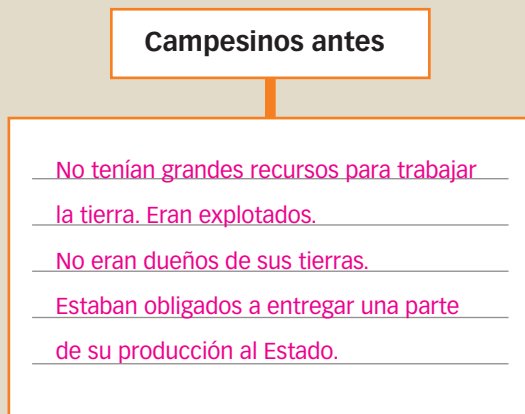 Campesinos antes
No tenían grandes recursos para trabajar
la tierra. Eran explotados.
No eran dueños de sus tierras.
Estaban obligados a entregar una parte
de su producción al Estado.